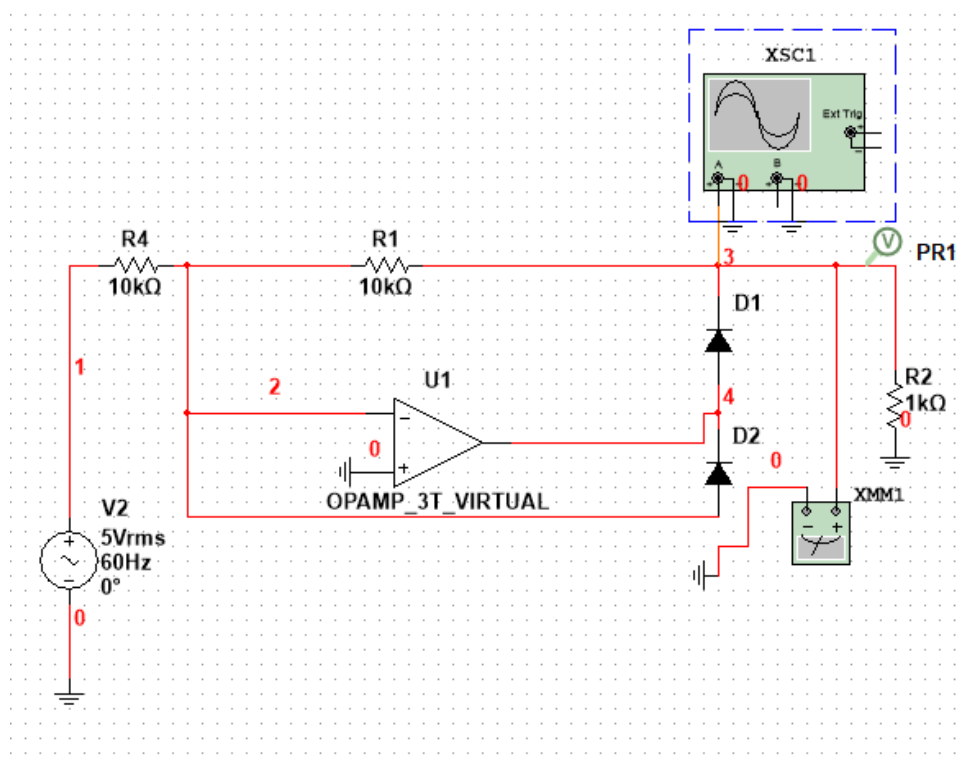 XSC1
Ext Trig
+
−
A
B
+
−
+
−
0
0
R4
10kΩ
R1
10kΩ
3
V
PR1
D1
1
2
U1
4
R2
1kΩ
0
−
0
+
D2
0
OPAMP_3T_VIRTUAL
XMM1
−
+
V2
5Vrms
60Hz
0°
+
−
0